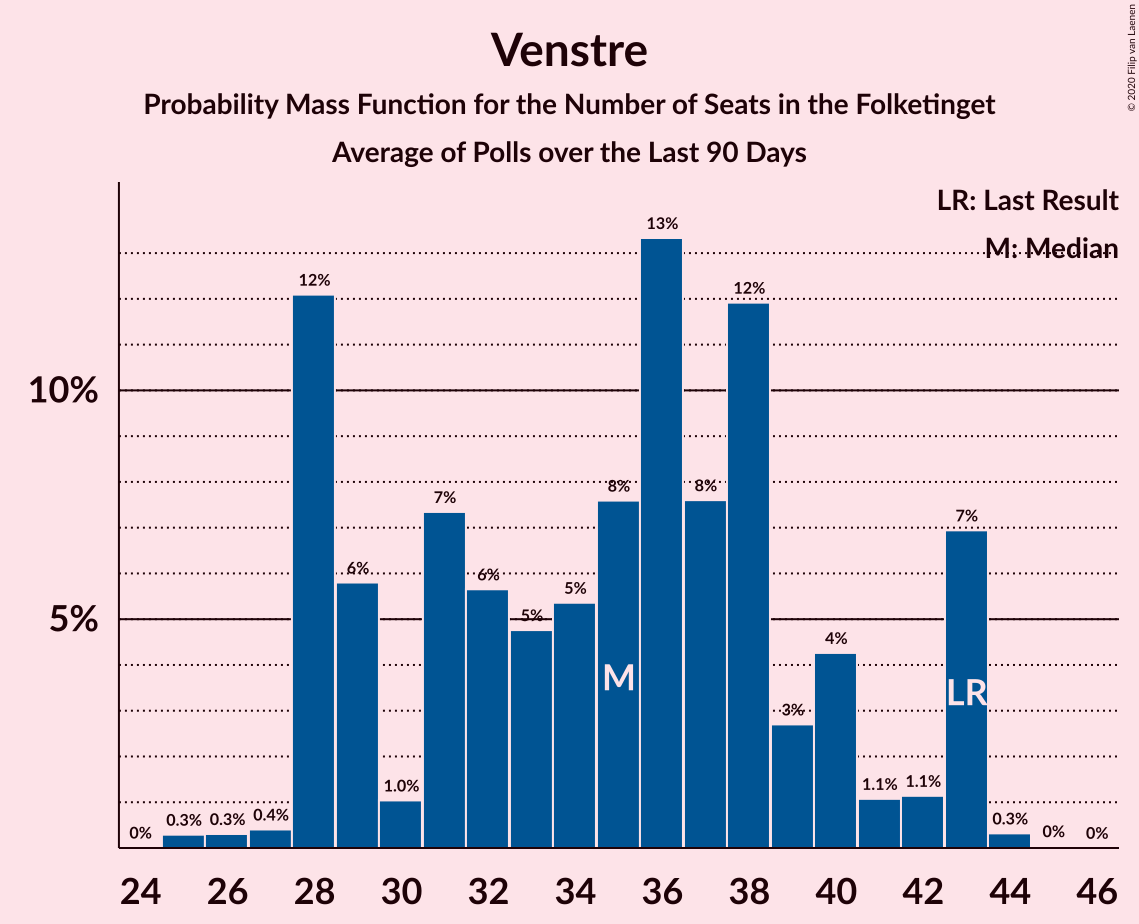 Venstre
Probability Mass Function for the Number of Seats in the Folketinget
Average of Polls over the Last 90 Days
© 2020 Filip van Laenen
LR: Last Result
M: Median
10%
5%
0%
0.3%
0.3%
0.4%
12%
6%
1.0%
7%
6%
5%
5%
8%
13%
8%
12%
3%
4%
1.1%
1.1%
7%
0.3%
0%
0%
M
LR
24 26 28 30 32 34 36 38 40 42 44 46